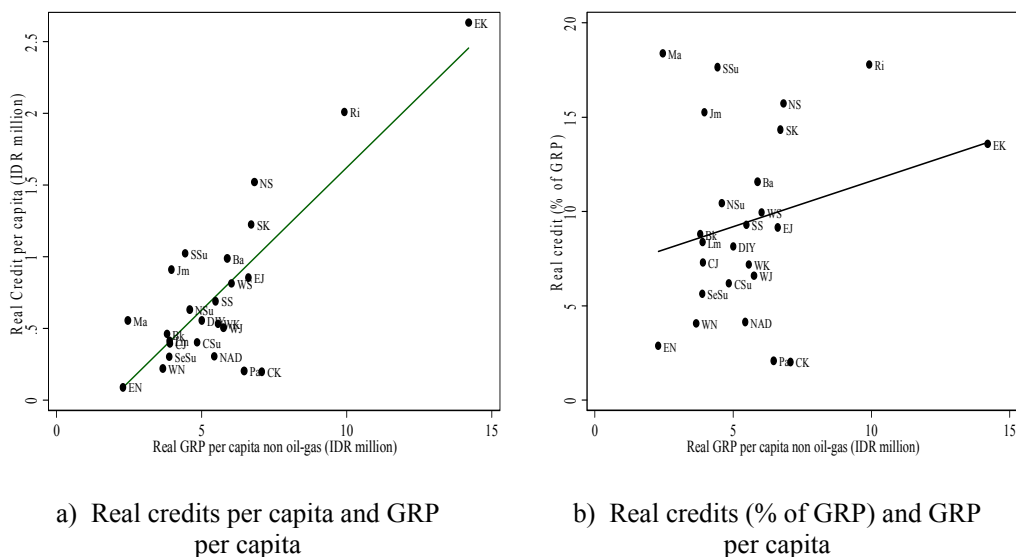 Real Credit per capita (IDR million)
2.5
2
1.5
1
.5
0
EK
Ri
NS
SK
SSu
Ba
Jm
EJ
WS
SS
NSu
Ma
DIY
WK
WJ
Bk
Lm
CJ
CSu
SeSu
NAD
WN
Pa
CK
EN
0 5 10 15
Real GRP per capita non oil-gas (IDR million)
Real credit (% of GRP)
20
15
10
5
0
Ma
SSu
Ri
NS
Jm
SK
EK
Ba
NSu
WS
SS
EJ
Bk
Lm
DIY
CJ
WK
WJ
CSu
SeSu
WN
NAD
EN
Pa
CK
0 5 10 15
Real GRP per capita non oil-gas (IDR million)
a) Real credits per capita and GRP
per capita
b) Real credits (% of GRP) and GRP
per capita